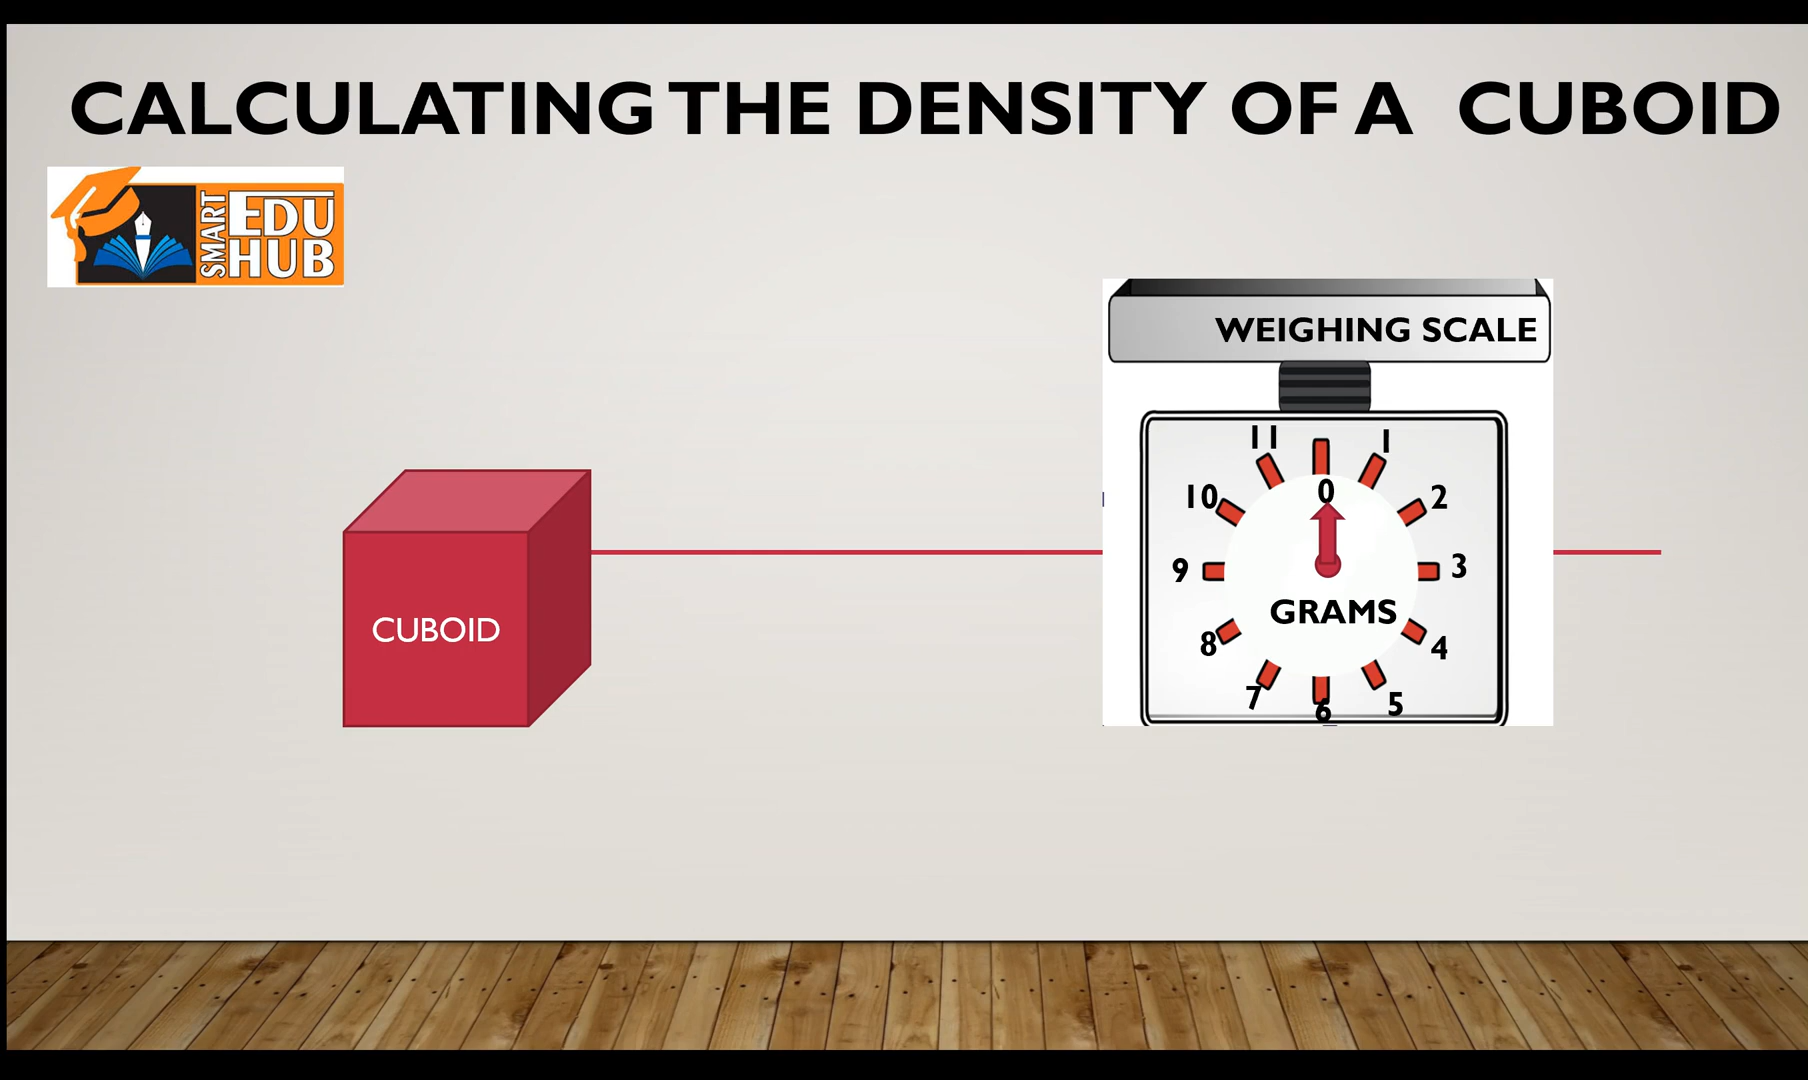 CALCULATING THE DENSITY OF A CUBOID
SMART
EDU
HUB
WEIGHING SCALE
11
1
10
0
2
9
3
GRAMS
8
4
7
6
5
CUBOID